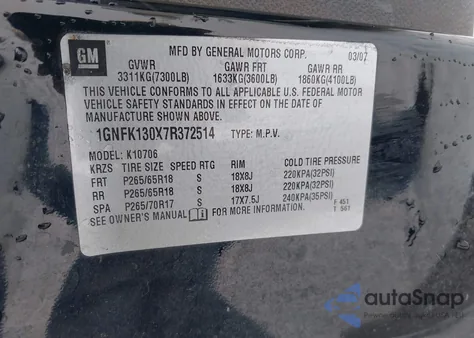 GM
MFD BY GENERAL MOTORS CORP. 03/07
GVWR GAWR FRT GAWR RR
3311KG(7300LB) 1633KG(3600LB) 1860KG(4100LB)
THIS VEHICLE CONFORMS TO ALL APPLICABLE U.S. FEDERAL MOTOR
VEHICLE SAFETY STANDARDS IN EFFECT ON THE DATE OF
MANUFACTURE SHOWN ABOVE.
1GNFK130X7R372514 TYPE: M.P.V.
MODEL: K10706
KRZS TIRE SIZE SPEED RTG RIM COLD TIRE PRESSURE
FRT P265/65R18 S 18X8J 220KPA(32PSI)
RR P265/65R18 S 18X8J 220KPA(32PSI)
SPA P265/70R17 S 17X7.5J 240KPA(35PSI)
SEE OWNER'S MANUAL FOR MORE INFORMATION. F 451
1 561
autoSnap